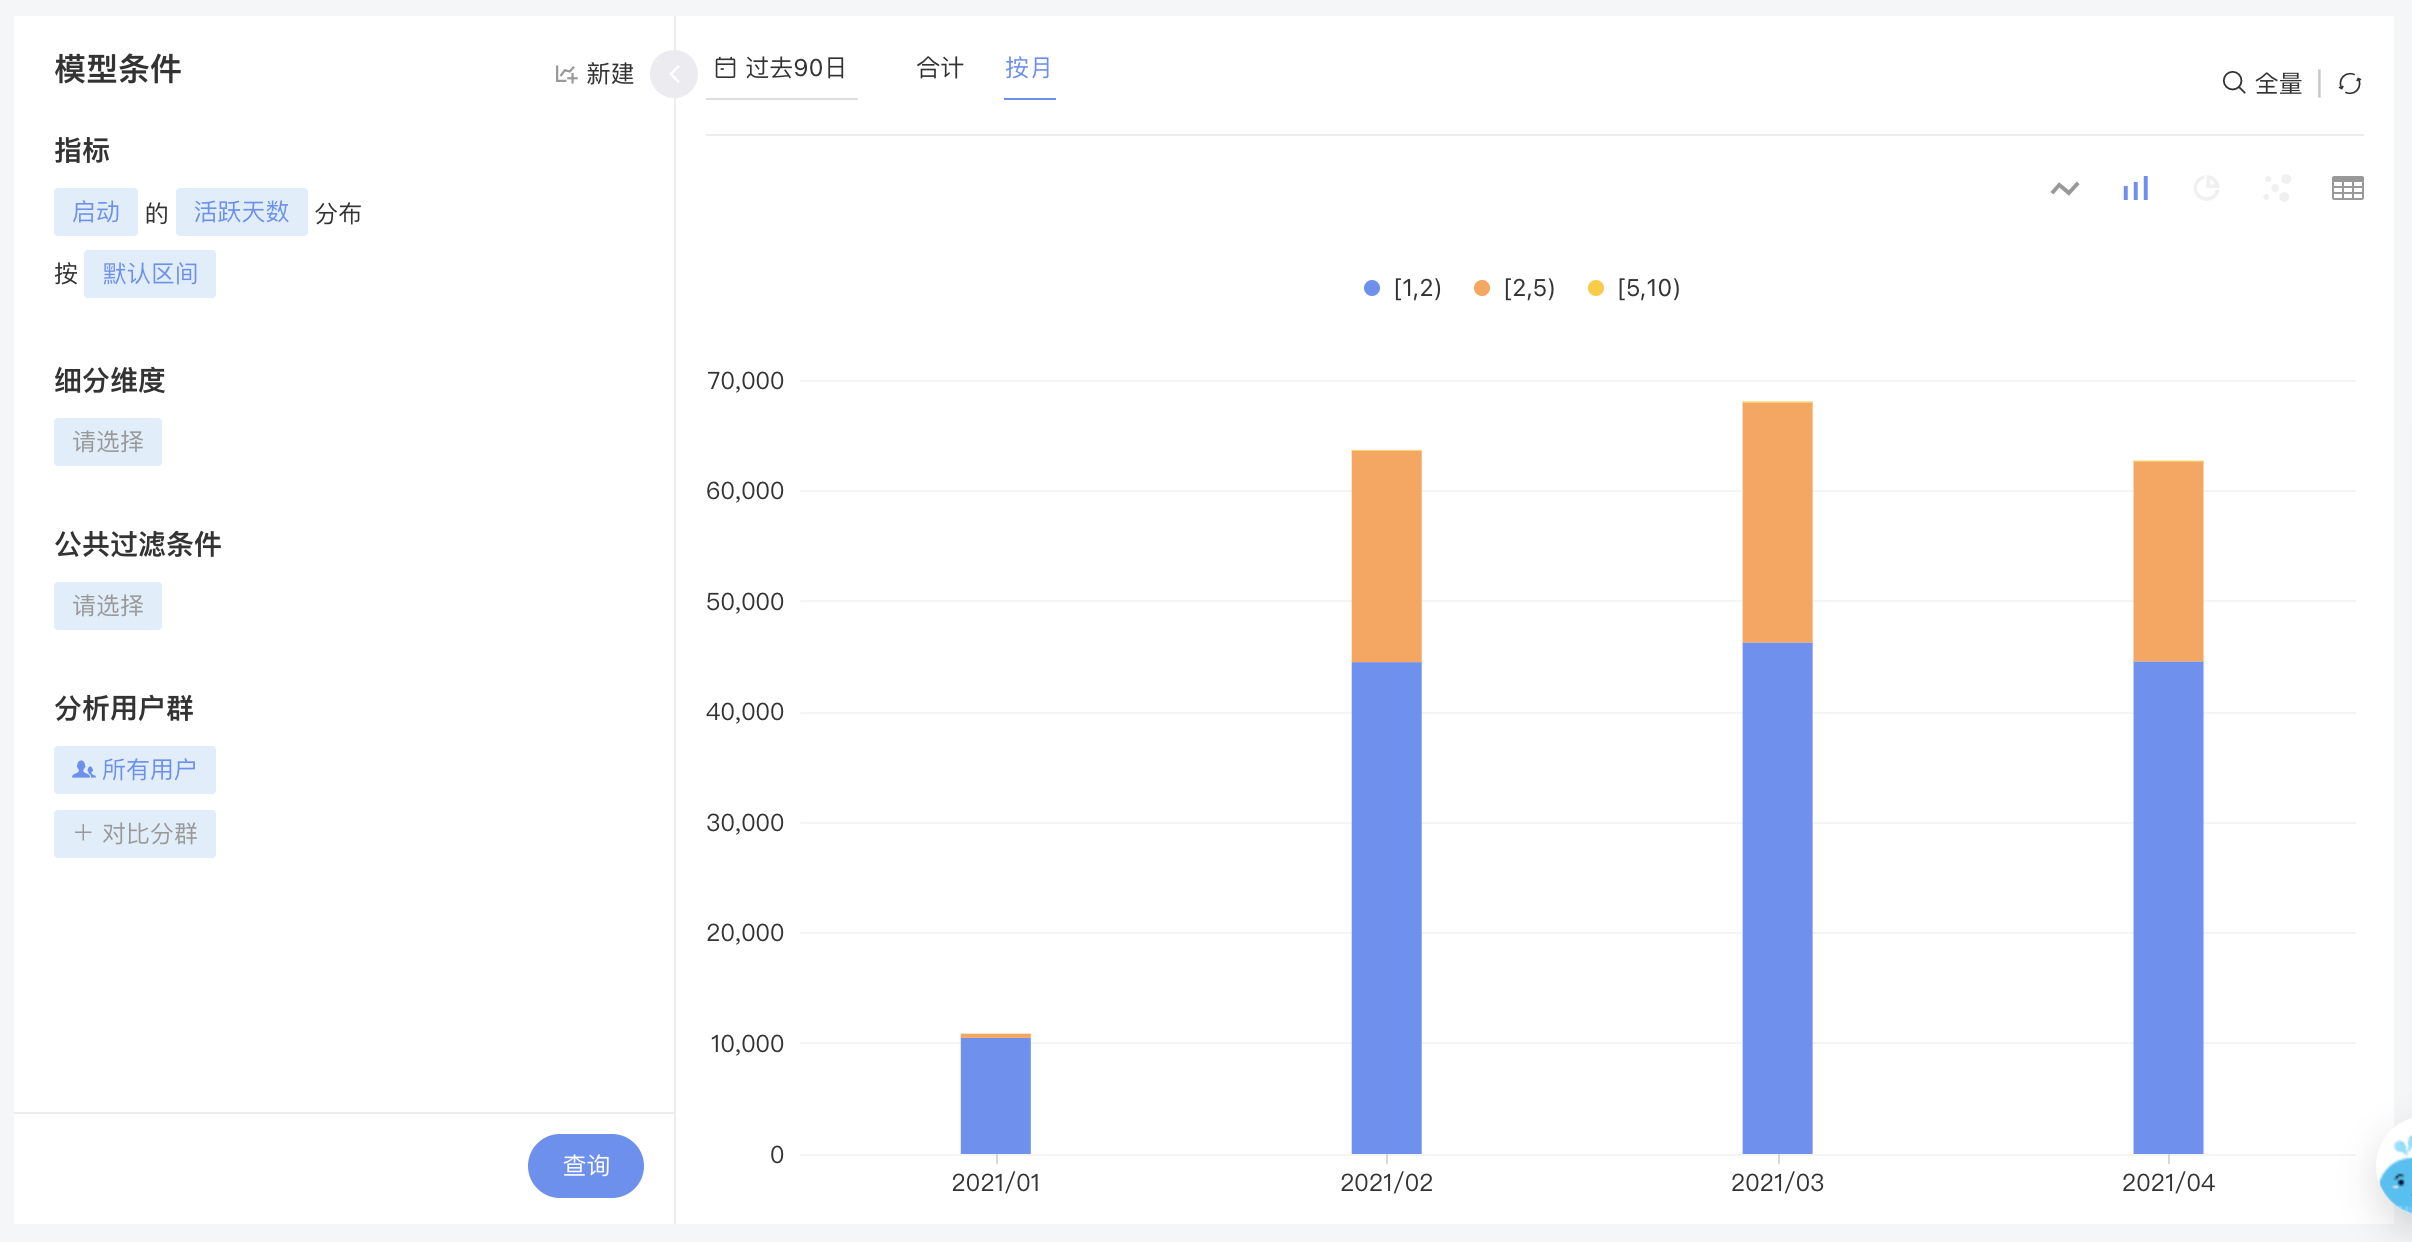 模型条件
新建
指标
启动 的 活跃天数 分布
按 默认区间
细分维度
请选择
公共过滤条件
请选择
分析用户群
所有用户
+ 对比分群
查询
过去90日 合计 按月
全量
[1,2) [2,5) [5,10)
70,000
60,000
50,000
40,000
30,000
20,000
10,000
0
2021/01 2021/02 2021/03 2021/04